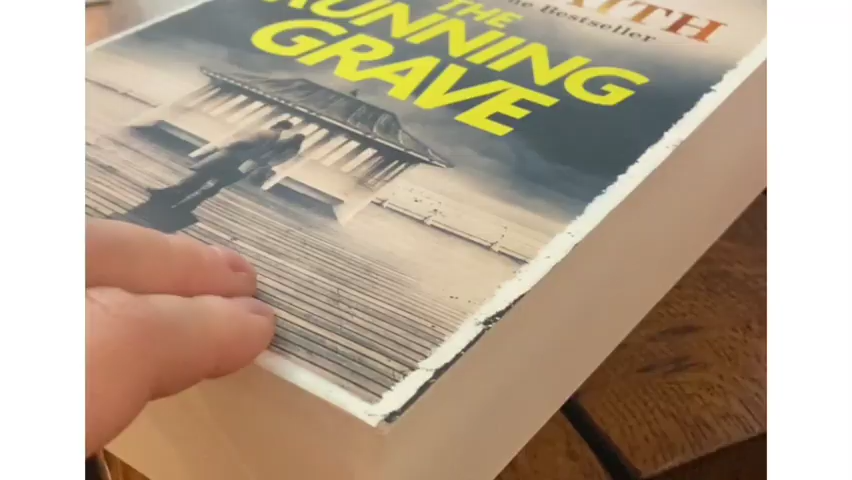 ITH
he Bestseller
THE
RUNNING
GRAVE